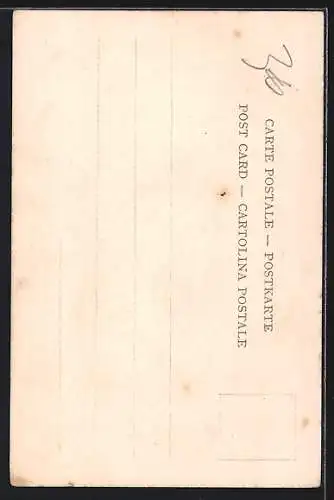 CARTE POSTALE — POSTKARTE
POST CARD — CARTOLINA POSTALE